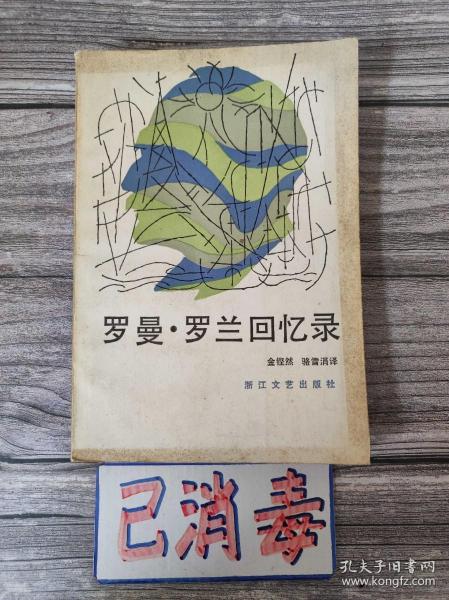 罗曼·罗兰回忆录
金铿然 骆雪涓译
浙江文艺出版社
已消毒
孔夫子旧书网
www.kongfz.com